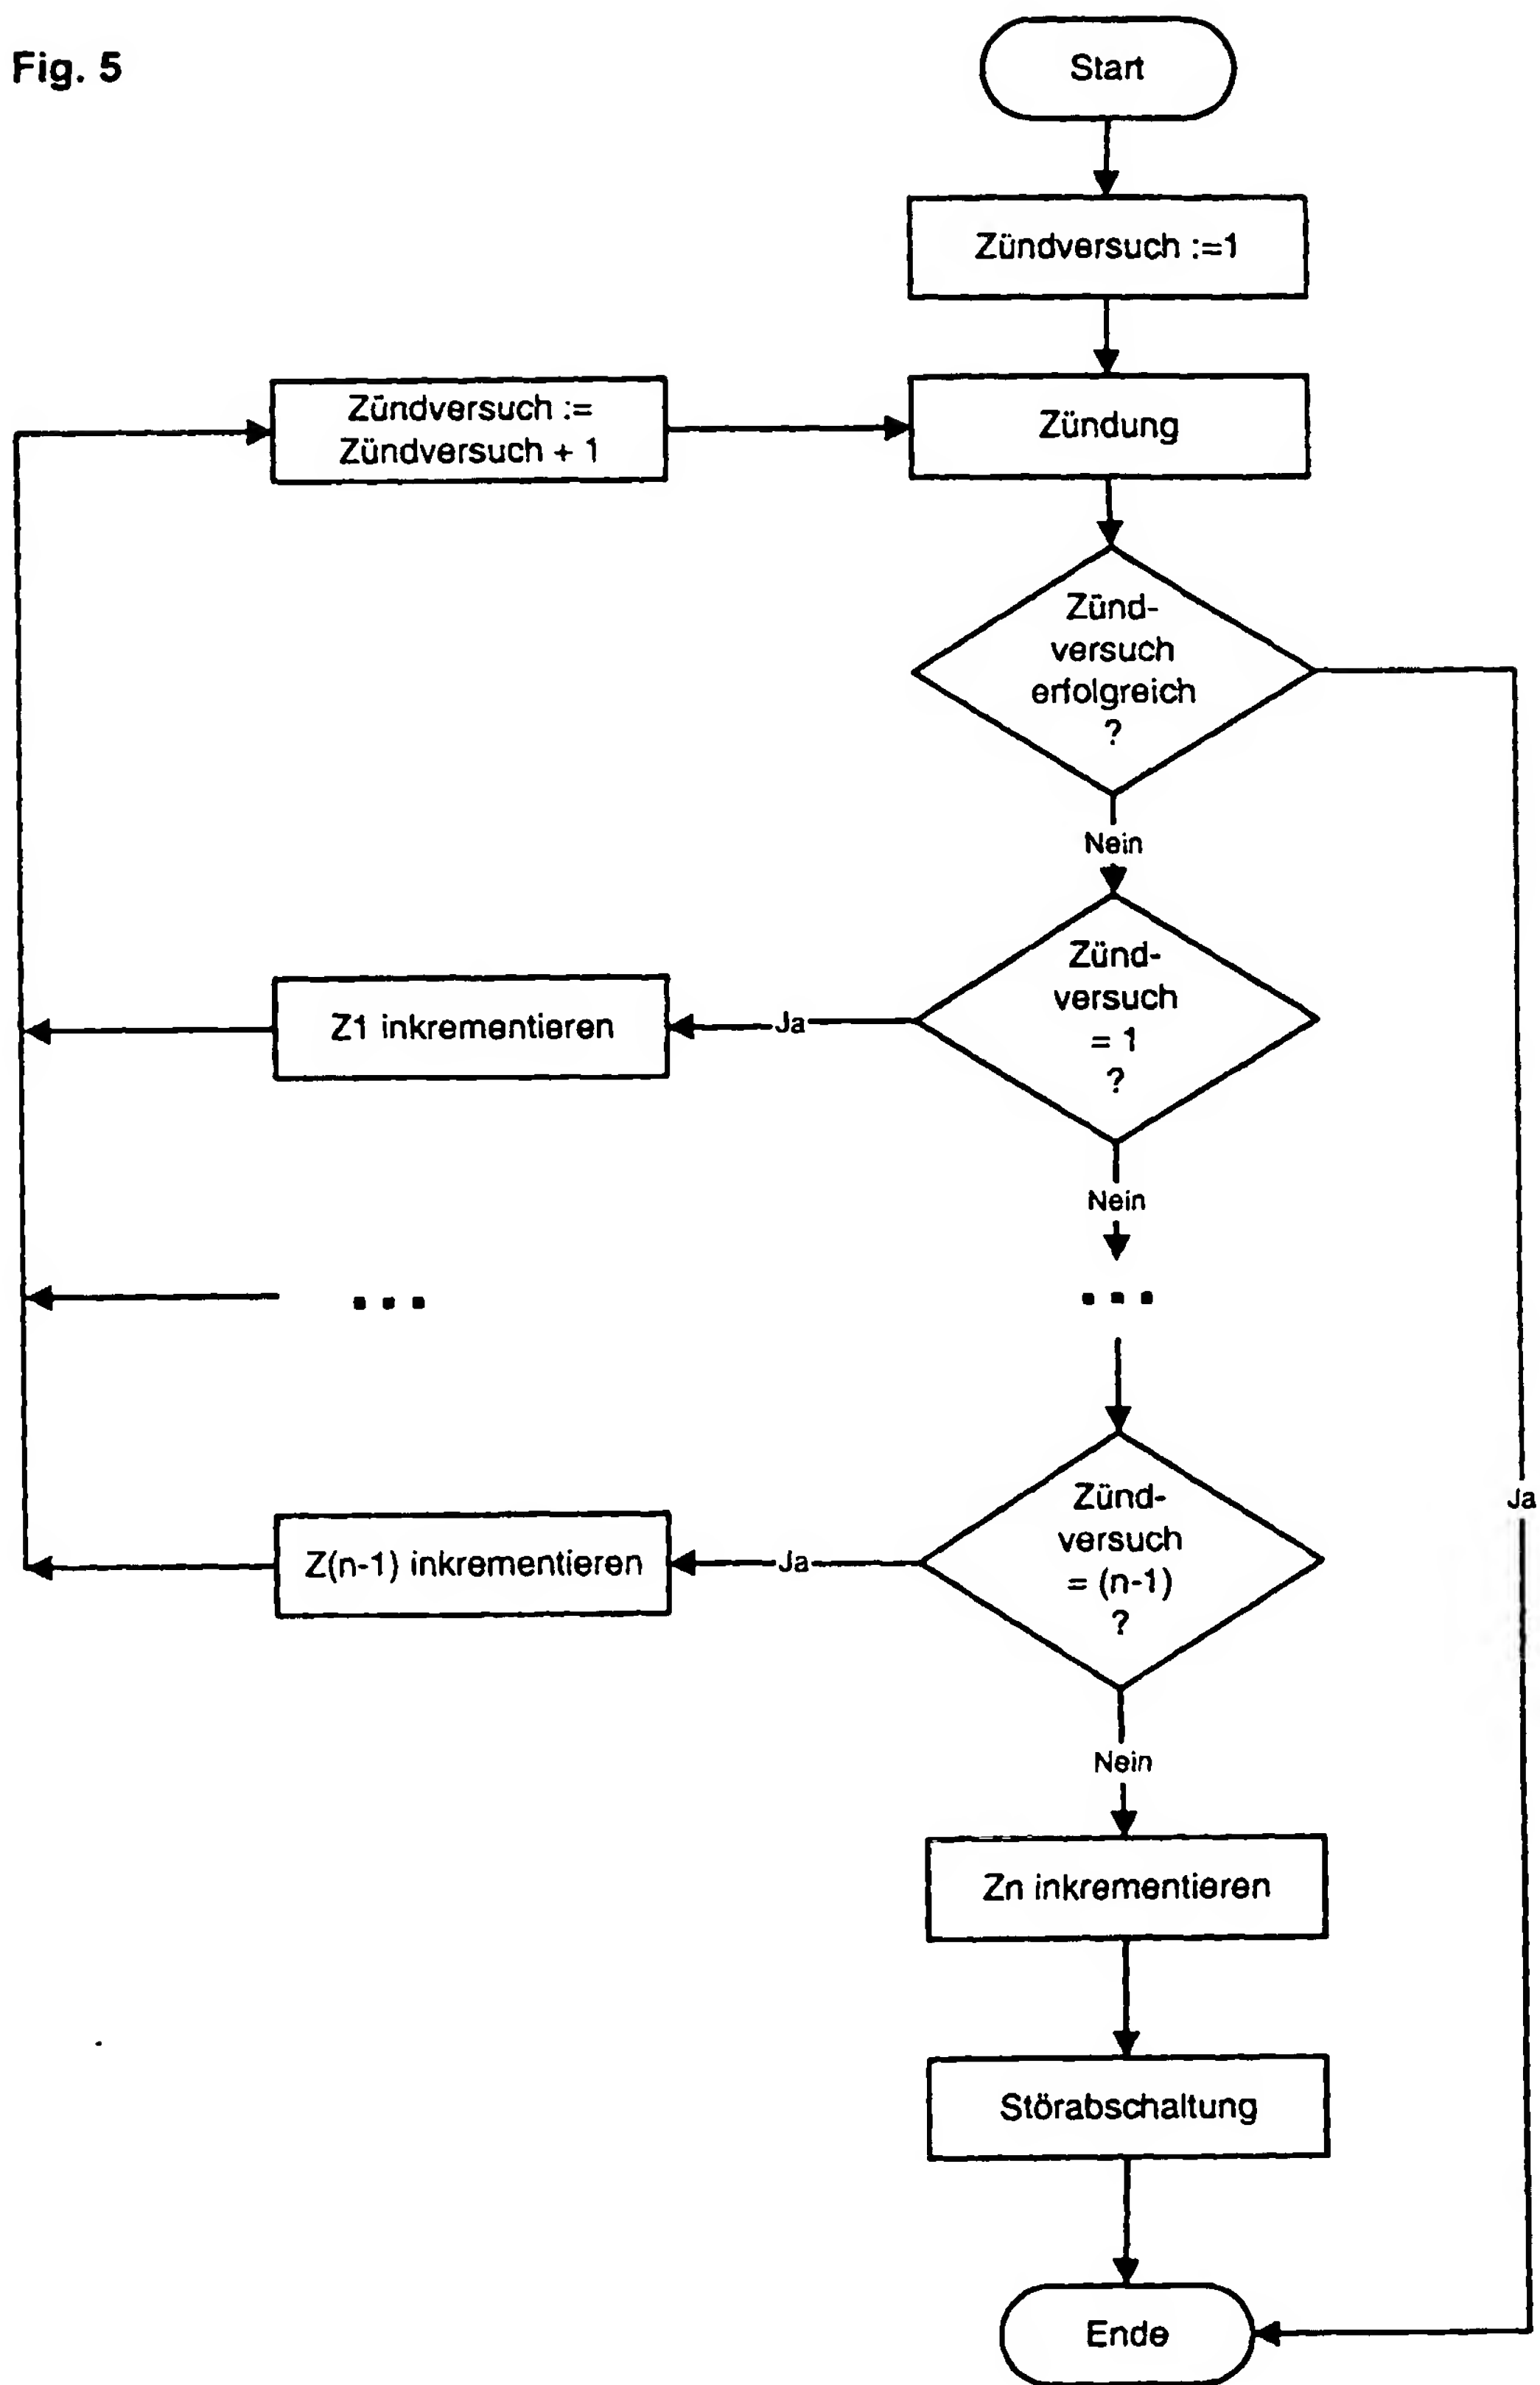 Fig. 5
Start
Zündversuch :=1
Zündversuch :=
Zündversuch + 1
Zündung
Zünd-
versuch
erfolgreich
?
Nein
Zünd-
versuch
= 1
?
Ja
Z1 inkrementieren
Nein
...
...
Zünd-
versuch
= (n-1)
?
Ja
Z(n-1) inkrementieren
Ja
Nein
Zn inkrementieren
Störabschaltung
Ende